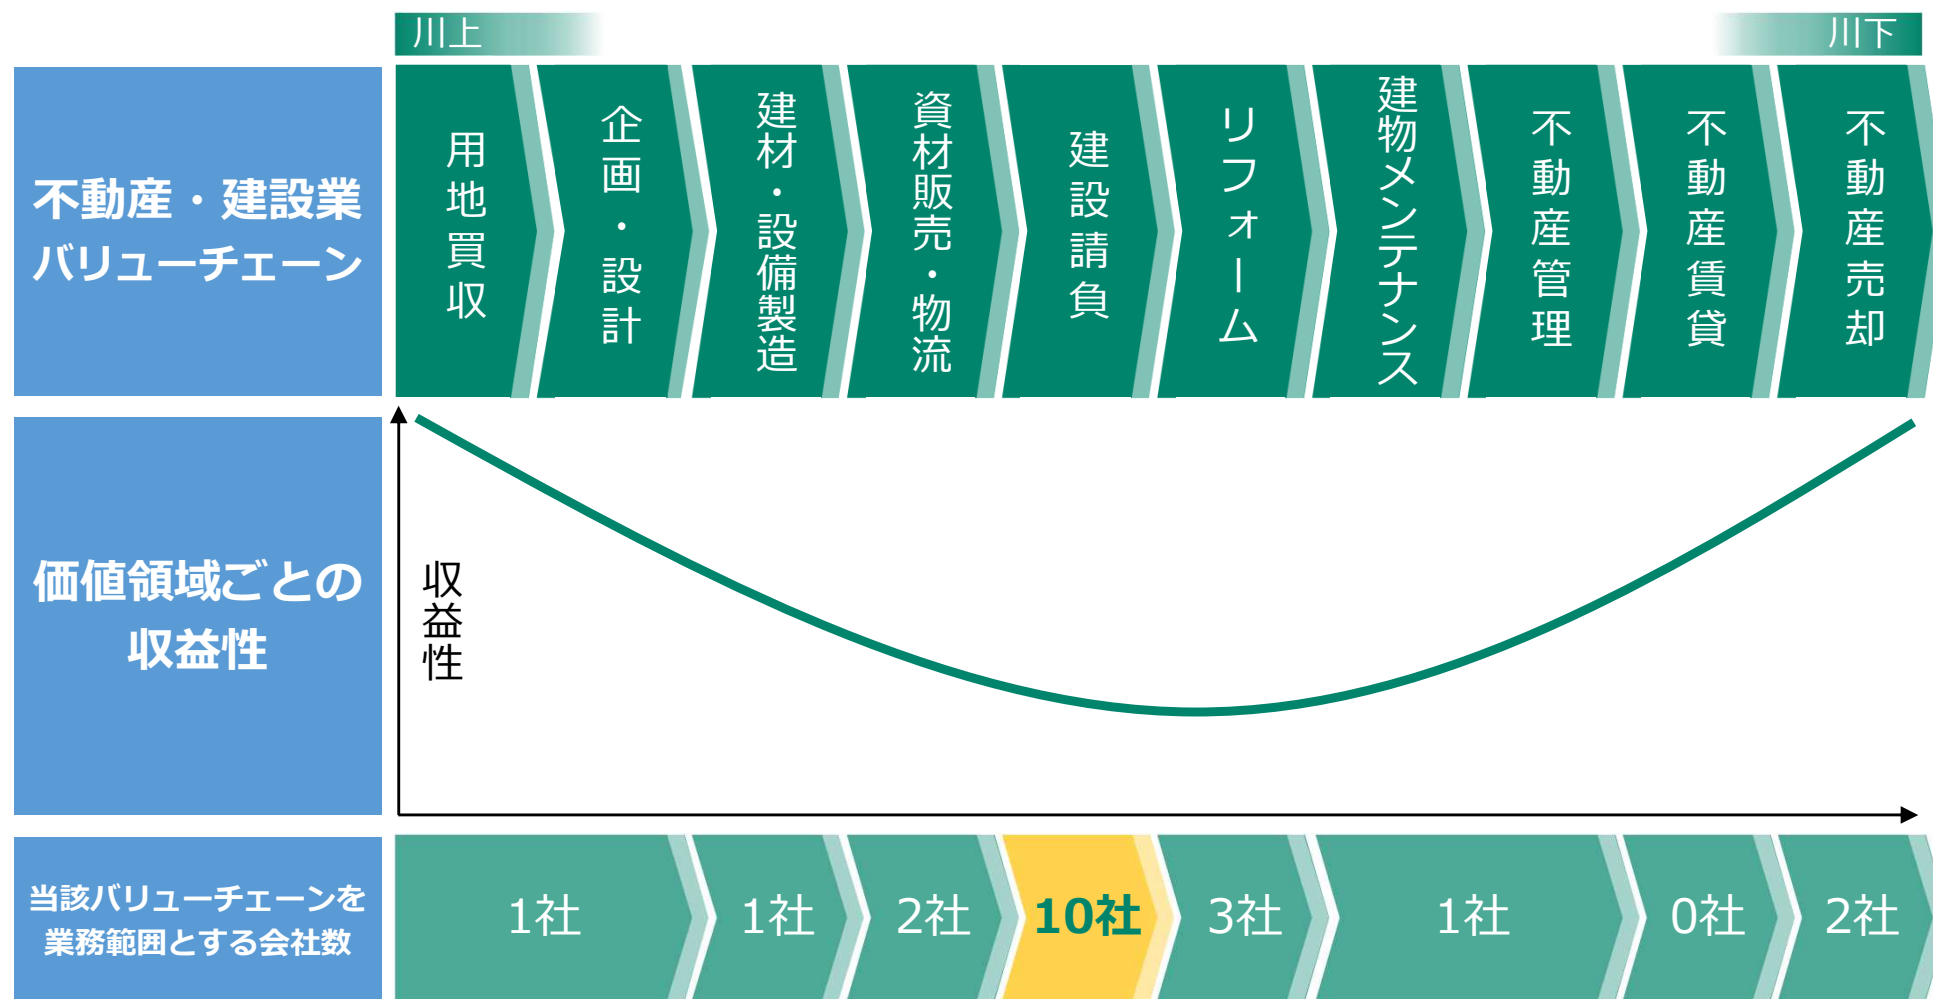 川上
川下
不動産・建設業
バリューチェーン
用地買収
企画・設計
建材・設備製造
資材販売・物流
建設請負
リフォーム
建物メンテナンス
不動産管理
不動産賃貸
不動産売却
価値領域ごとの
収益性
収益性
当該バリューチェーンを
業務範囲とする会社数
1社
1社
2社
10社
3社
1社
0社
2社